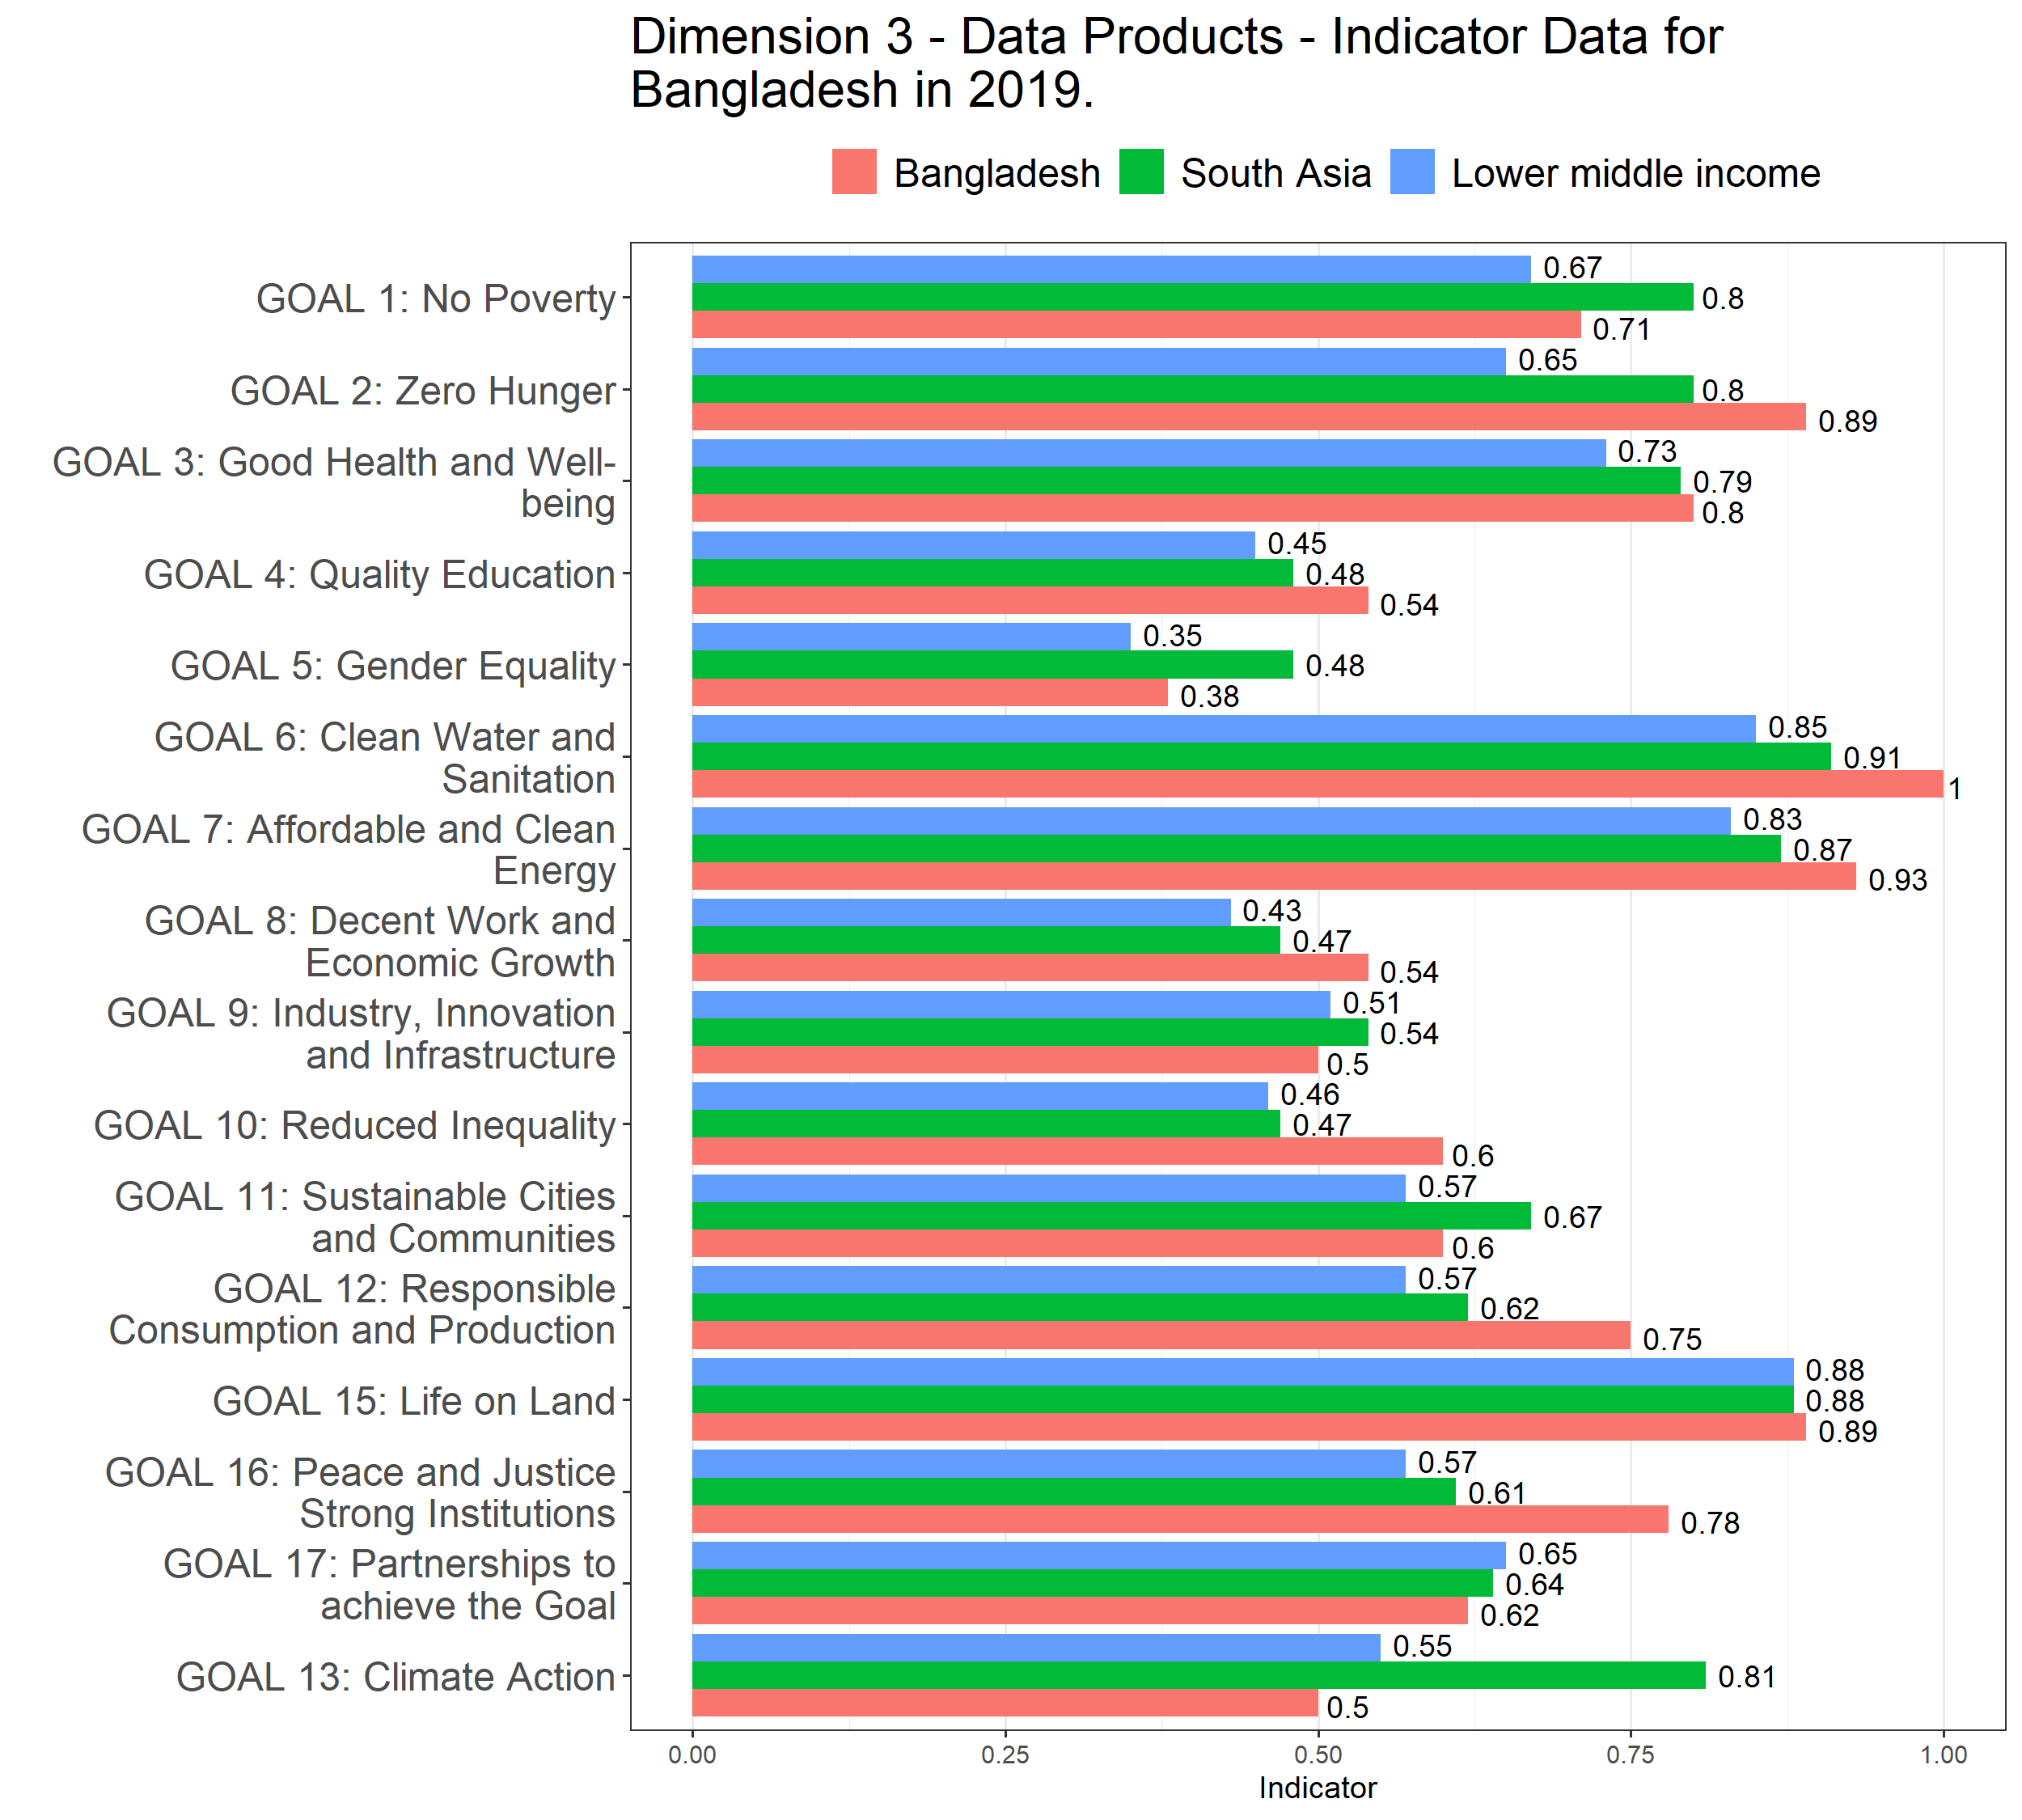 Dimension 3 - Data Products - Indicator Data for
Bangladesh in 2019.
Bangladesh South Asia Lower middle income
GOAL 1: No Poverty
0.67
0.8
0.71
GOAL 2: Zero Hunger
0.65
0.8
0.89
GOAL 3: Good Health and Well-
being
0.73
0.79
0.8
GOAL 4: Quality Education
0.45
0.48
0.54
GOAL 5: Gender Equality
0.35
0.48
0.38
GOAL 6: Clean Water and
Sanitation
0.85
0.91
1
GOAL 7: Affordable and Clean
Energy
0.83
0.87
0.93
GOAL 8: Decent Work and
Economic Growth
0.43
0.47
0.54
GOAL 9: Industry, Innovation
and Infrastructure
0.51
0.54
0.5
GOAL 10: Reduced Inequality
0.46
0.47
0.6
GOAL 11: Sustainable Cities
and Communities
0.57
0.67
0.6
GOAL 12: Responsible
Consumption and Production
0.57
0.62
0.75
GOAL 15: Life on Land
0.88
0.88
0.89
GOAL 16: Peace and Justice
Strong Institutions
0.57
0.61
0.78
GOAL 17: Partnerships to
achieve the Goal
0.65
0.64
0.62
GOAL 13: Climate Action
0.55
0.81
0.5
0.00 0.25 0.50 0.75 1.00
Indicator